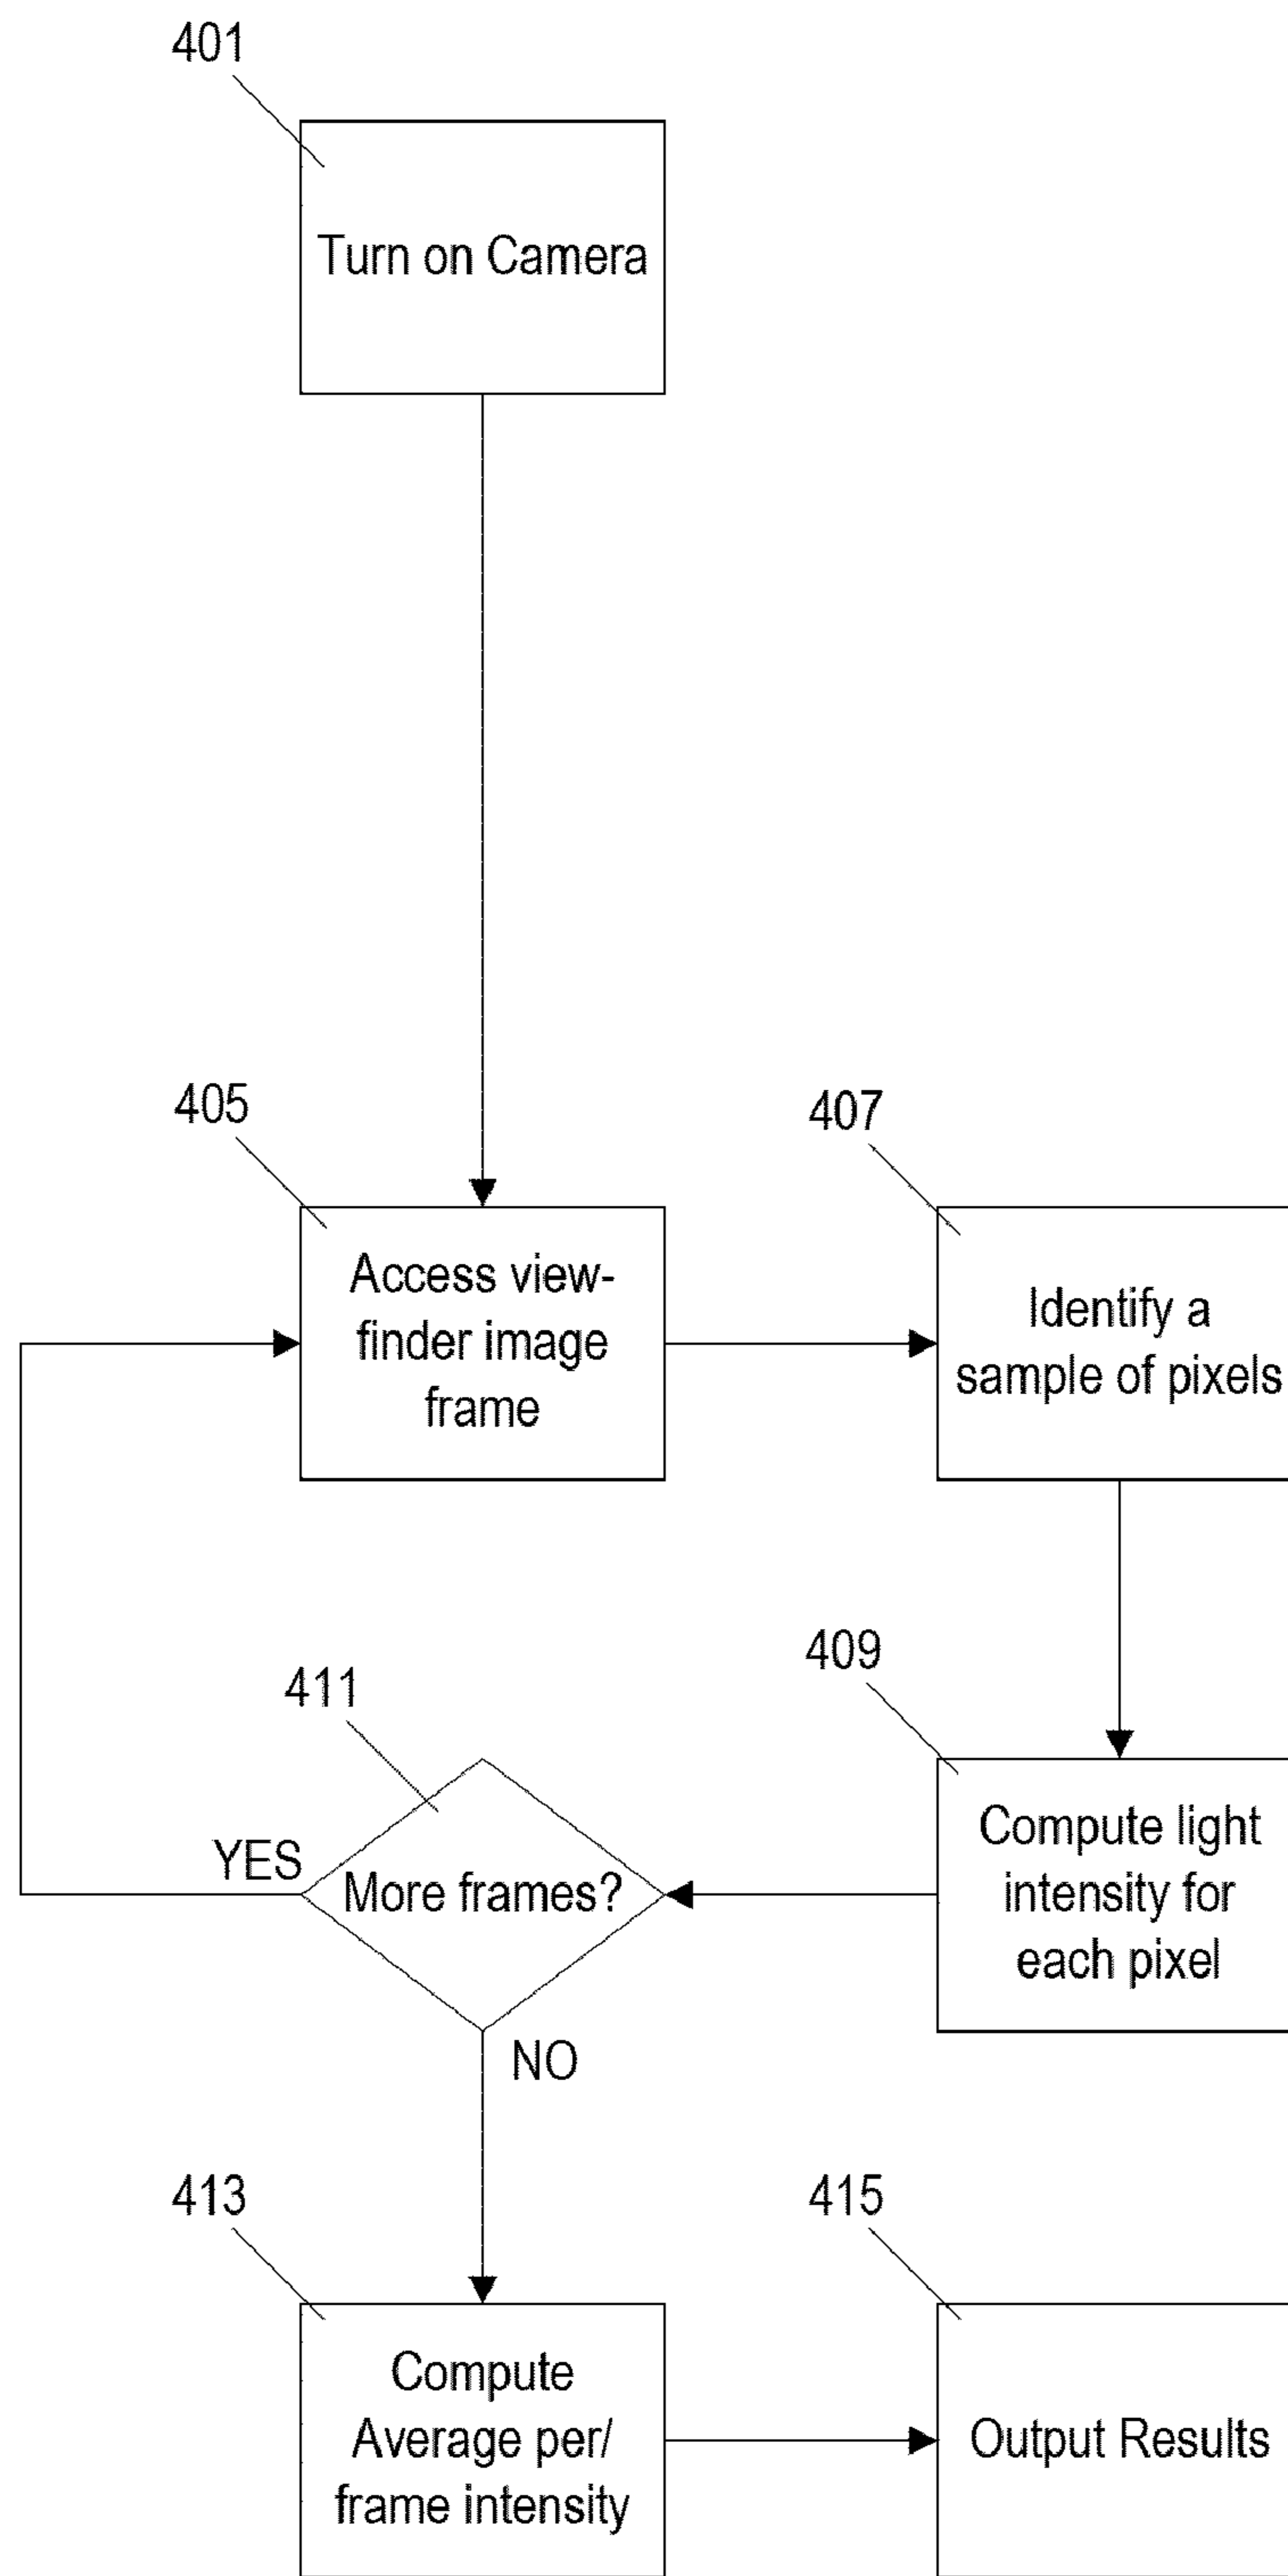 401
Turn on Camera
405
Access view-
finder image
frame
407
Identify a
sample of pixels
409
Compute light
intensity for
each pixel
411
More frames?
YES
NO
413
Compute
Average per/
frame intensity
415
Output Results